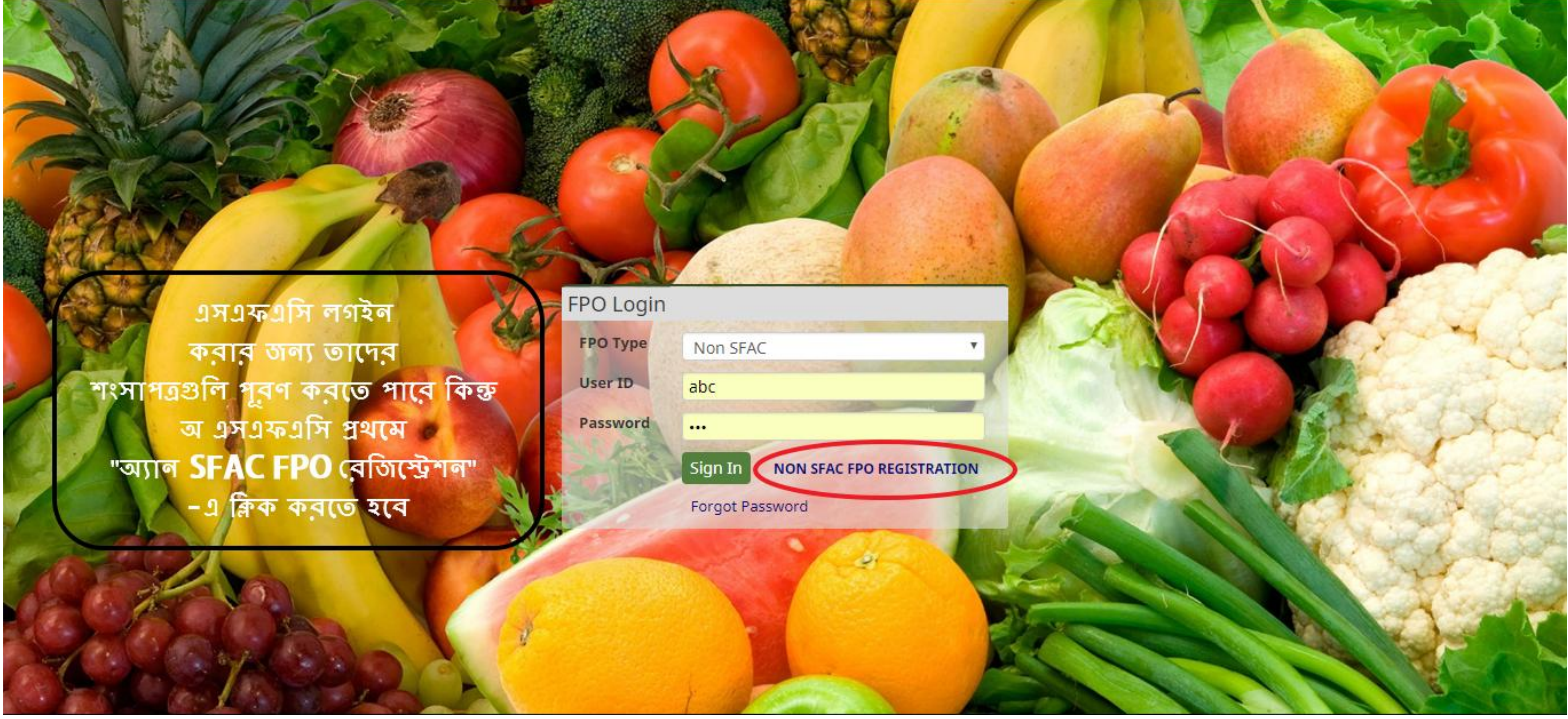 এসএফএসি লগইন
করার জন্য তাদের
শংসাপত্রগুলি পূরণ করতে পারে কিন্তু
অ এসএফএসি প্রথমে
"অ্যান SFAC FPO রেজিস্ট্রেশন"
-এ ক্লিক করতে হবে
FPO Login
FPO Type Non SFAC
User ID abc
Password •••
Sign In NON SFAC FPO REGISTRATION
Forgot Password